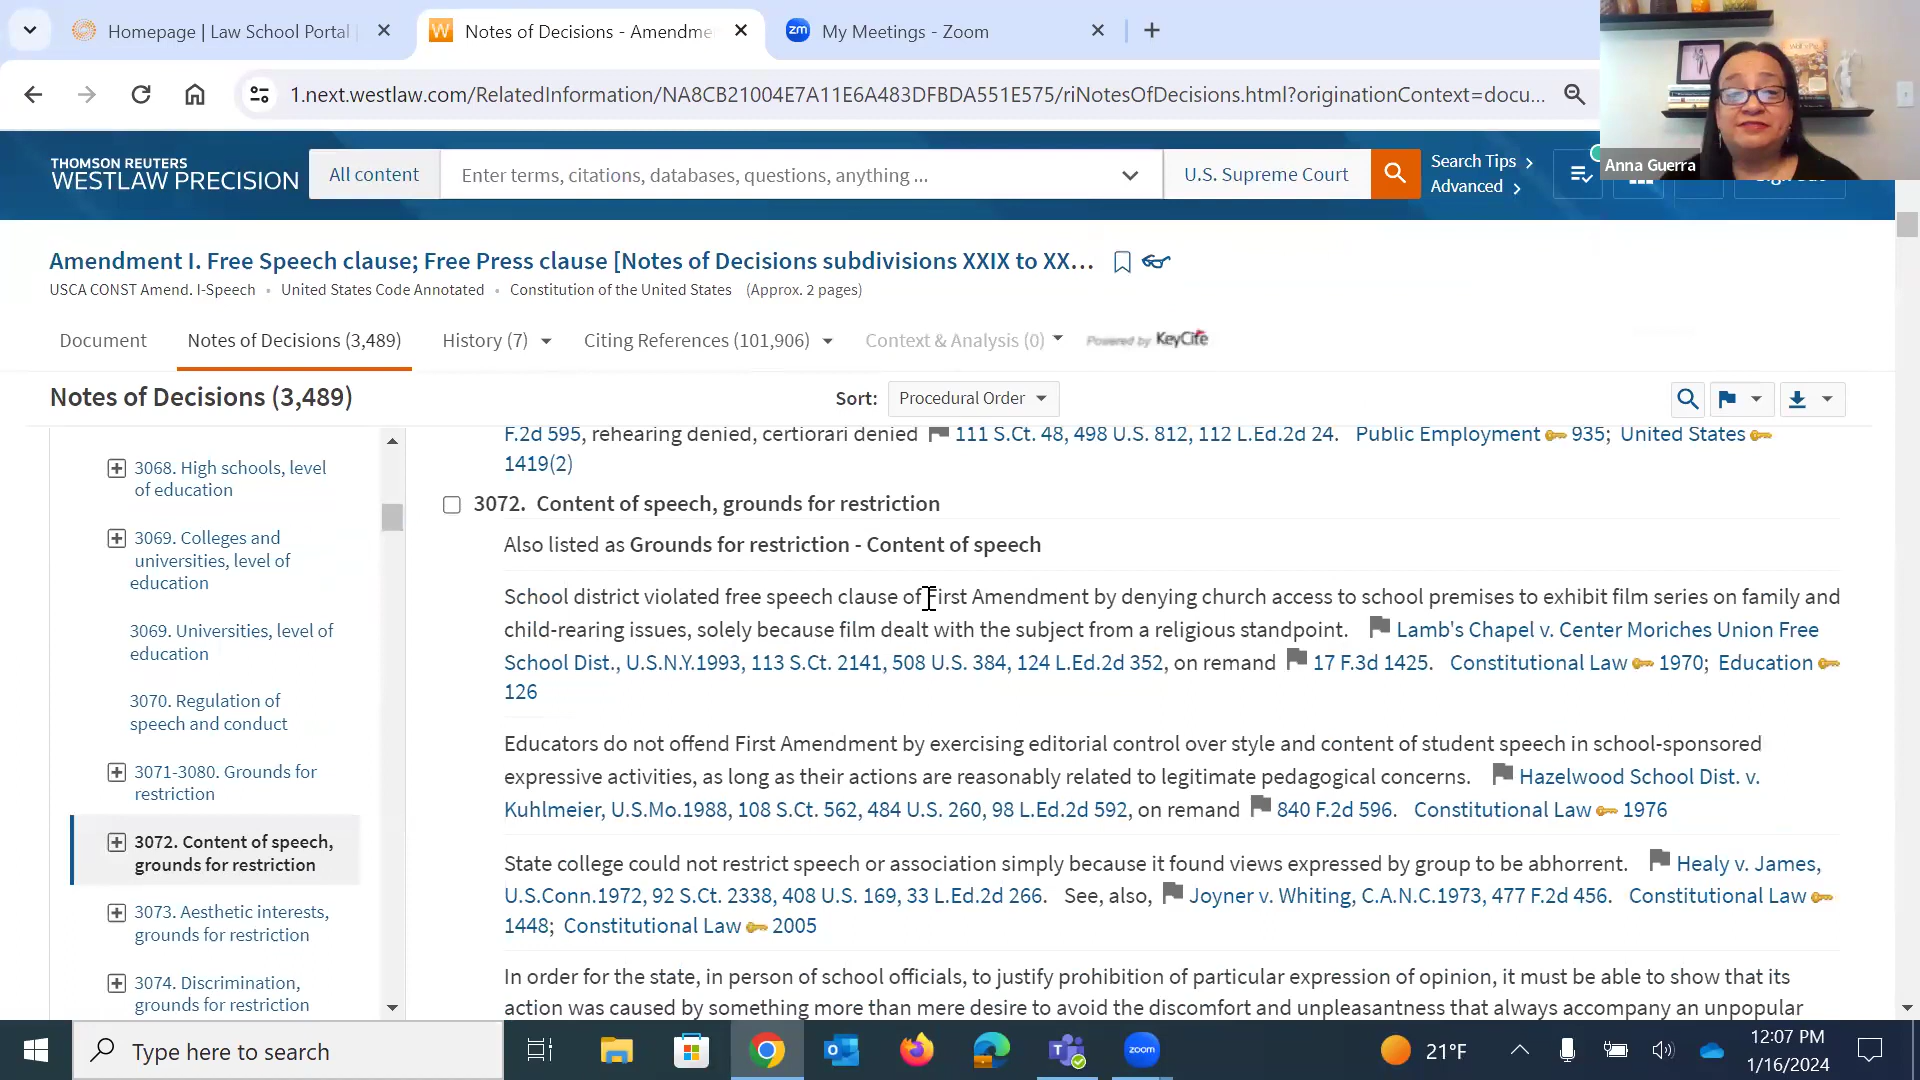 Homepage | Law School Portal
Notes of Decisions - Amendme
zm
My Meetings - Zoom
1.next.westlaw.com/RelatedInformation/NA8CB21004E7A11E6A483DFBDA551E575/riNotesOfDecisions.html?originationContext=docu...
THOMSON REUTERS
WESTLAW PRECISION
All content
Enter terms, citations, databases, questions, anything ...
U.S. Supreme Court
Search Tips
Advanced
Anna Guerra
Amendment I. Free Speech clause; Free Press clause [Notes of Decisions subdivisions XXIX to XX...
USCA CONST Amend. I-Speech • United States Code Annotated • Constitution of the United States (Approx. 2 pages)
Document
Notes of Decisions (3,489)
History (7)
Citing References (101,906)
Context & Analysis (0)
Powered by KeyCite
Notes of Decisions (3,489)
Sort:
Procedural Order
3068. High schools, level
of education
3069. Colleges and
universities, level of
education
3069. Universities, level of
education
3070. Regulation of
speech and conduct
3071-3080. Grounds for
restriction
3072. Content of speech,
grounds for restriction
3073. Aesthetic interests,
grounds for restriction
3074. Discrimination,
grounds for restriction
F.2d 595, rehearing denied, certiorari denied 111 S.Ct. 48, 498 U.S. 812, 112 L.Ed.2d 24. Public Employment 935; United States
1419(2)
3072. Content of speech, grounds for restriction
Also listed as Grounds for restriction - Content of speech
School district violated free speech clause of First Amendment by denying church access to school premises to exhibit film series on family and
child-rearing issues, solely because film dealt with the subject from a religious standpoint. Lamb's Chapel v. Center Moriches Union Free
School Dist., U.S.N.Y.1993, 113 S.Ct. 2141, 508 U.S. 384, 124 L.Ed.2d 352, on remand 17 F.3d 1425. Constitutional Law 1970; Education
126
Educators do not offend First Amendment by exercising editorial control over style and content of student speech in school-sponsored
expressive activities, as long as their actions are reasonably related to legitimate pedagogical concerns. Hazelwood School Dist. v.
Kuhlmeier, U.S.Mo.1988, 108 S.Ct. 562, 484 U.S. 260, 98 L.Ed.2d 592, on remand 840 F.2d 596. Constitutional Law 1976
State college could not restrict speech or association simply because it found views expressed by group to be abhorrent. Healy v. James,
U.S.Conn.1972, 92 S.Ct. 2338, 408 U.S. 169, 33 L.Ed.2d 266. See, also, Joyner v. Whiting, C.A.N.C.1973, 477 F.2d 456. Constitutional Law
1448; Constitutional Law 2005
In order for the state, in person of school officials, to justify prohibition of particular expression of opinion, it must be able to show that its
action was caused by something more than mere desire to avoid the discomfort and unpleasantness that always accompany an unpopular
Type here to search
zoom
21°F
12:07 PM
1/16/2024